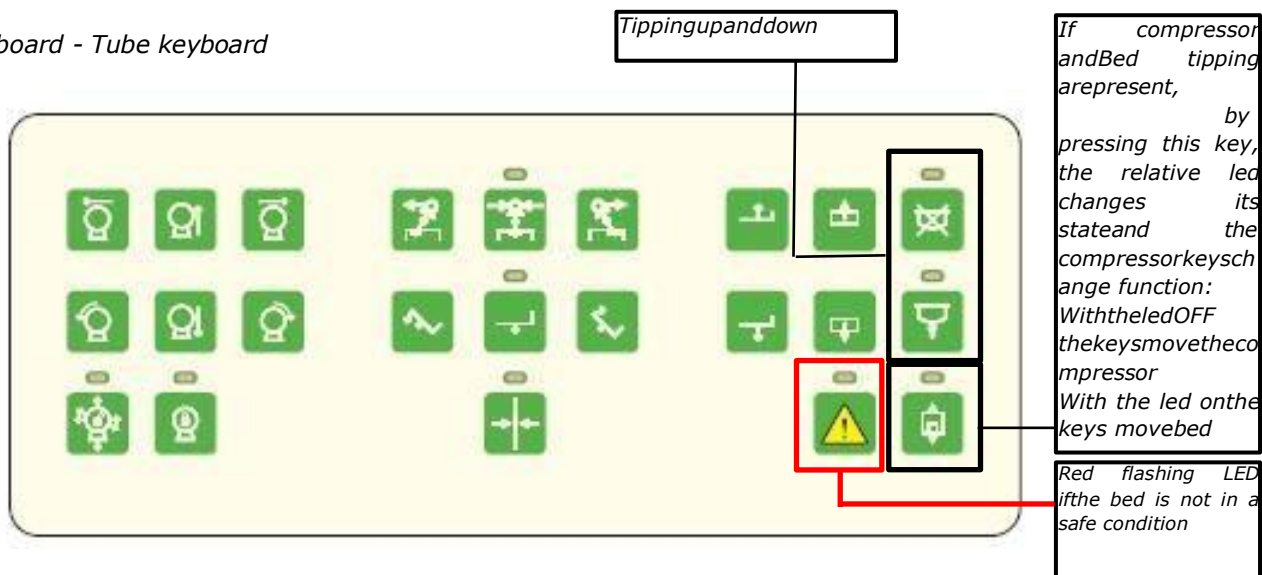 board - Tube keyboard
Tippingupanddown
If compressor
andBed tipping
arepresent,
by
pressing this key,
the relative led
changes its
stateand the
compressorkeysch
ange function:
WiththeledOFF
thekeysmovetheco
mpressor
With the led onthe
keys movebed
Red flashing LED
ifthe bed is not in a
safe condition